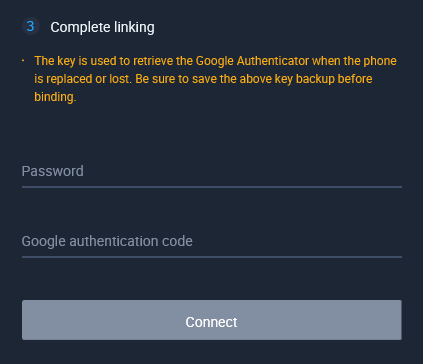 3 Complete linking
· The key is used to retrieve the Google Authenticator when the phone
is replaced or lost. Be sure to save the above key backup before
binding.
Password
Google authentication code
Connect